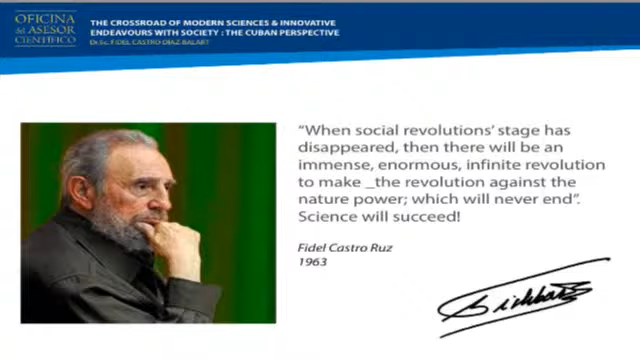 OFICINA
del ASESOR
CIENTÍFICO
THE CROSSROAD OF MODERN SCIENCES & INNOVATIVE
ENDEAVOURS WITH SOCIETY : THE CUBAN PERSPECTIVE
Dr.Sc. FIDEL CASTRO DIAZ-BALART
“When social revolutions’ stage has
disappeared, then there will be an
immense, enormous, infinite revolution
to make _the revolution against the
nature power; which will never end”.
Science will succeed!
Fidel Castro Ruz
1963